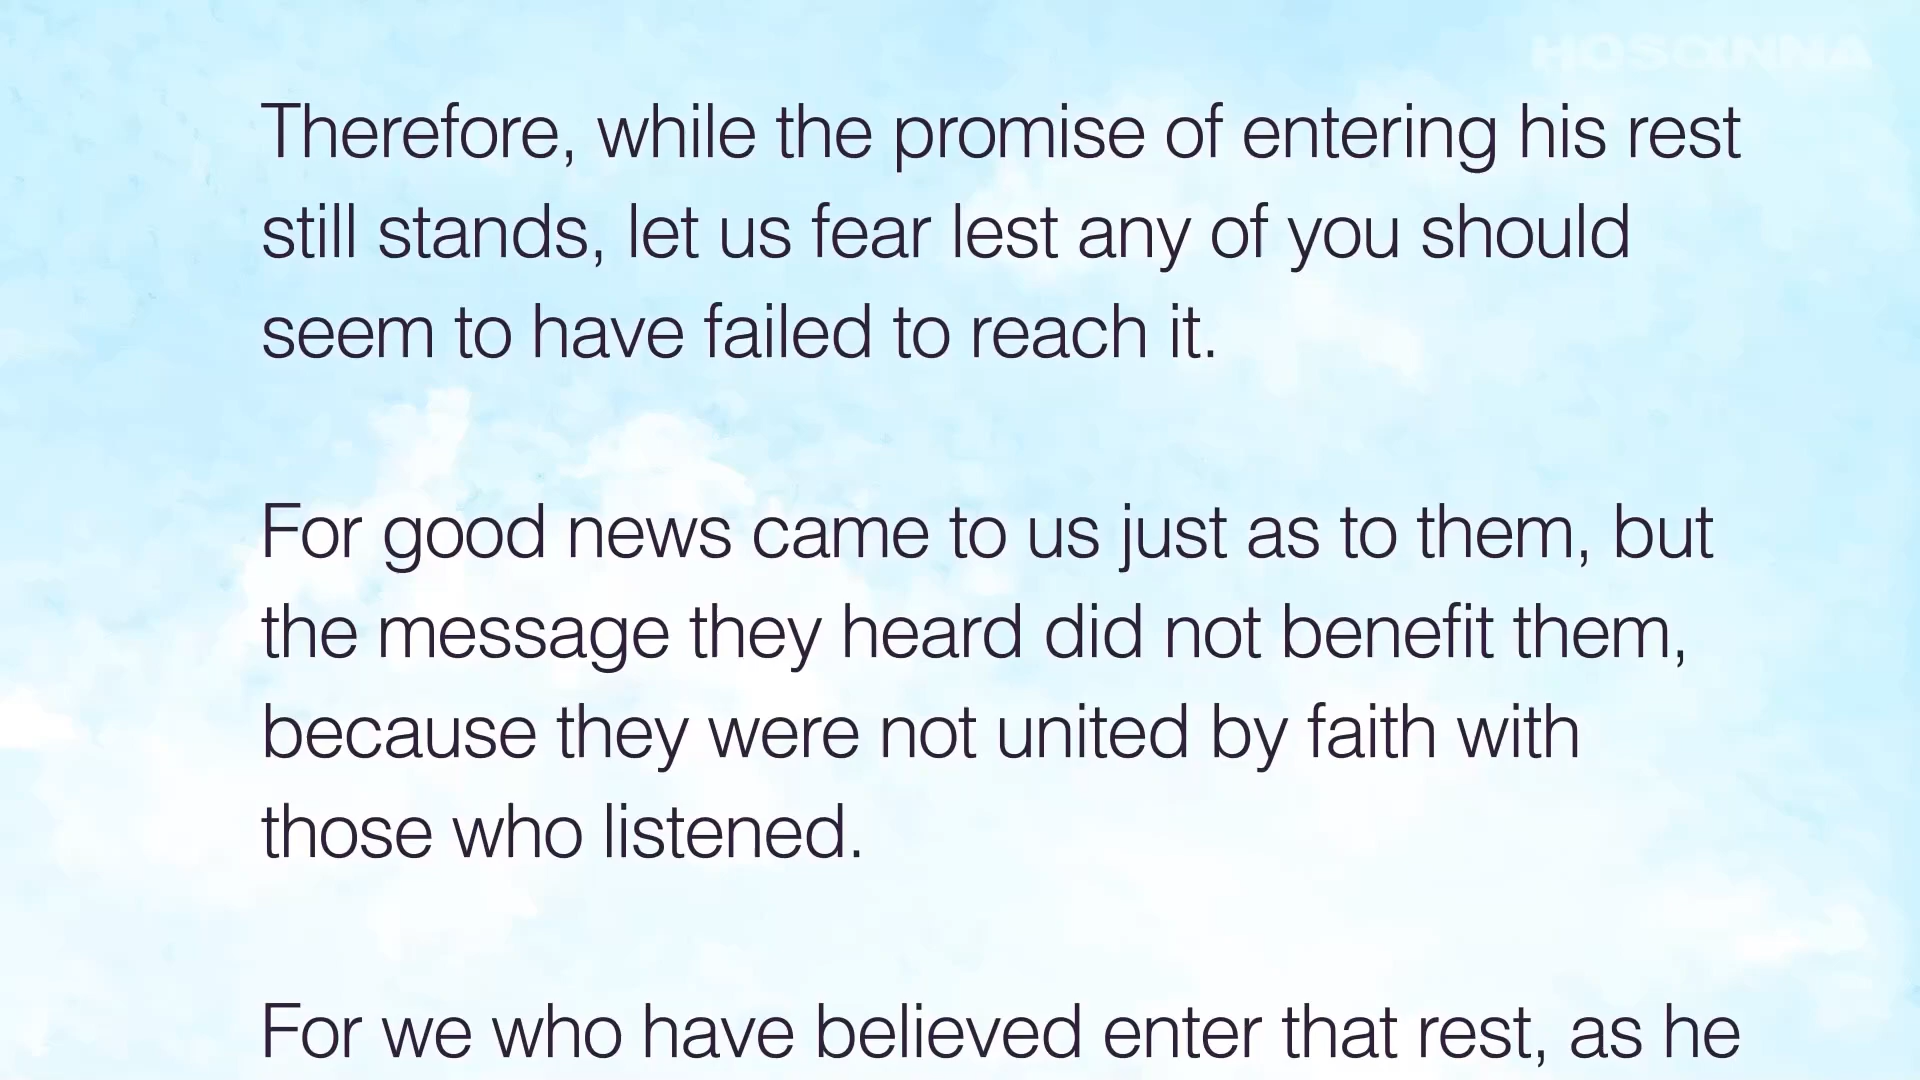 HOSANNA
Therefore, while the promise of entering his rest
still stands, let us fear lest any of you should
seem to have failed to reach it.
For good news came to us just as to them, but
the message they heard did not benefit them,
because they were not united by faith with
those who listened.
For we who have believed enter that rest, as he